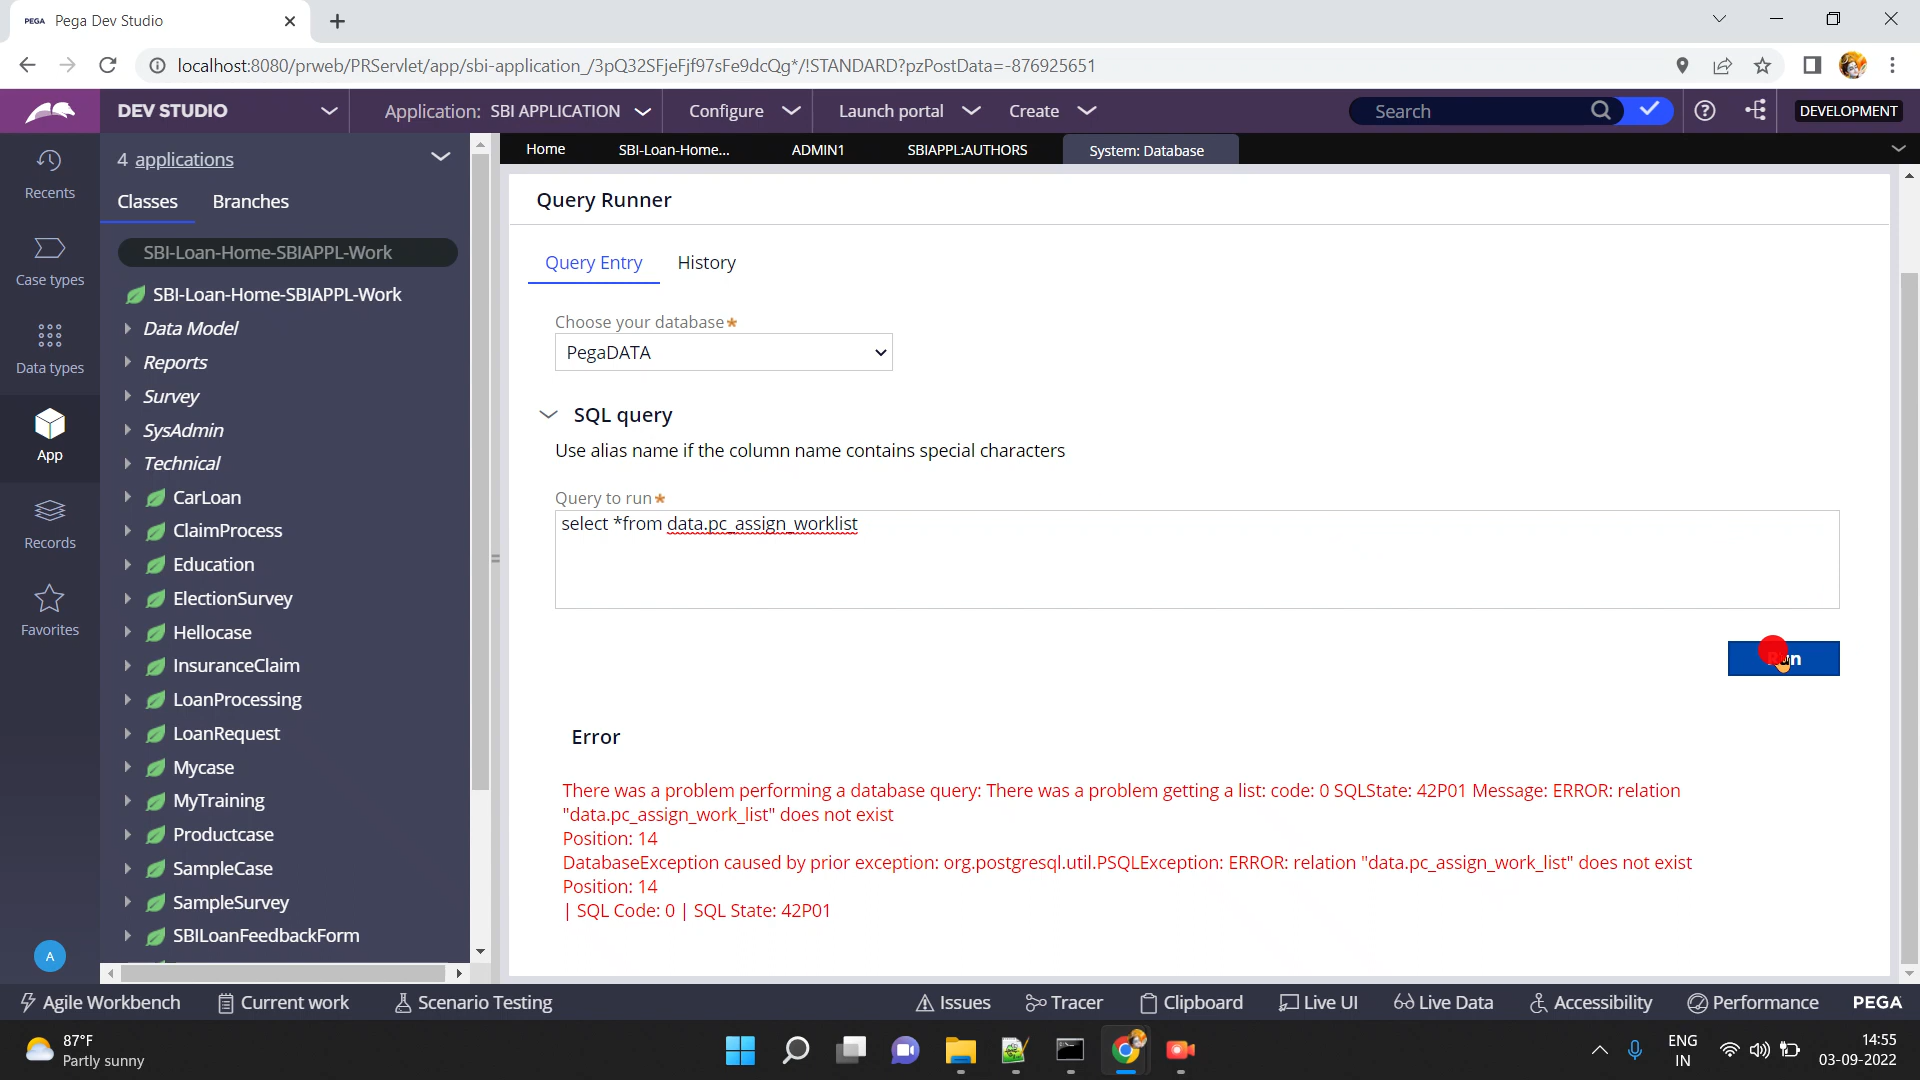 PEGA Pega Dev Studio
localhost:8080/prweb/PRServlet/app/sbi-application_/3pQ32SFjeFjf97sFe9dcQg*/!STANDARD?pzPostData=-876925651
DEV STUDIO
Application: SBI APPLICATION
Configure
Launch portal
Create
Search
DEVELOPMENT
Recents
Case types
Data types
App
Records
Favorites
A
4 applications
Classes
Branches
SBI-Loan-Home-SBIAPPL-Work
SBI-Loan-Home-SBIAPPL-Work
Data Model
Reports
Survey
SysAdmin
Technical
CarLoan
ClaimProcess
Education
ElectionSurvey
Hellocase
InsuranceClaim
LoanProcessing
LoanRequest
Mycase
MyTraining
Productcase
SampleCase
SampleSurvey
SBILoanFeedbackForm
Home
SBI-Loan-Home...
ADMIN1
SBIAPPL:AUTHORS
System: Database
Query Runner
Query Entry
History
Choose your database*
PegaDATA
SQL query
Use alias name if the column name contains special characters
Query to run*
select *from data.pc_assign_worklist
Run
Error
There was a problem performing a database query: There was a problem getting a list: code: 0 SQLState: 42P01 Message: ERROR: relation
"data.pc_assign_work_list" does not exist
Position: 14
DatabaseException caused by prior exception: org.postgresql.util.PSQLException: ERROR: relation "data.pc_assign_work_list" does not exist
Position: 14
| SQL Code: 0 | SQL State: 42P01
Agile Workbench
Current work
Scenario Testing
Issues
Tracer
Clipboard
Live UI
Live Data
Accessibility
Performance
PEGA
87°F
Partly sunny
ENG
IN
14:55
03-09-2022